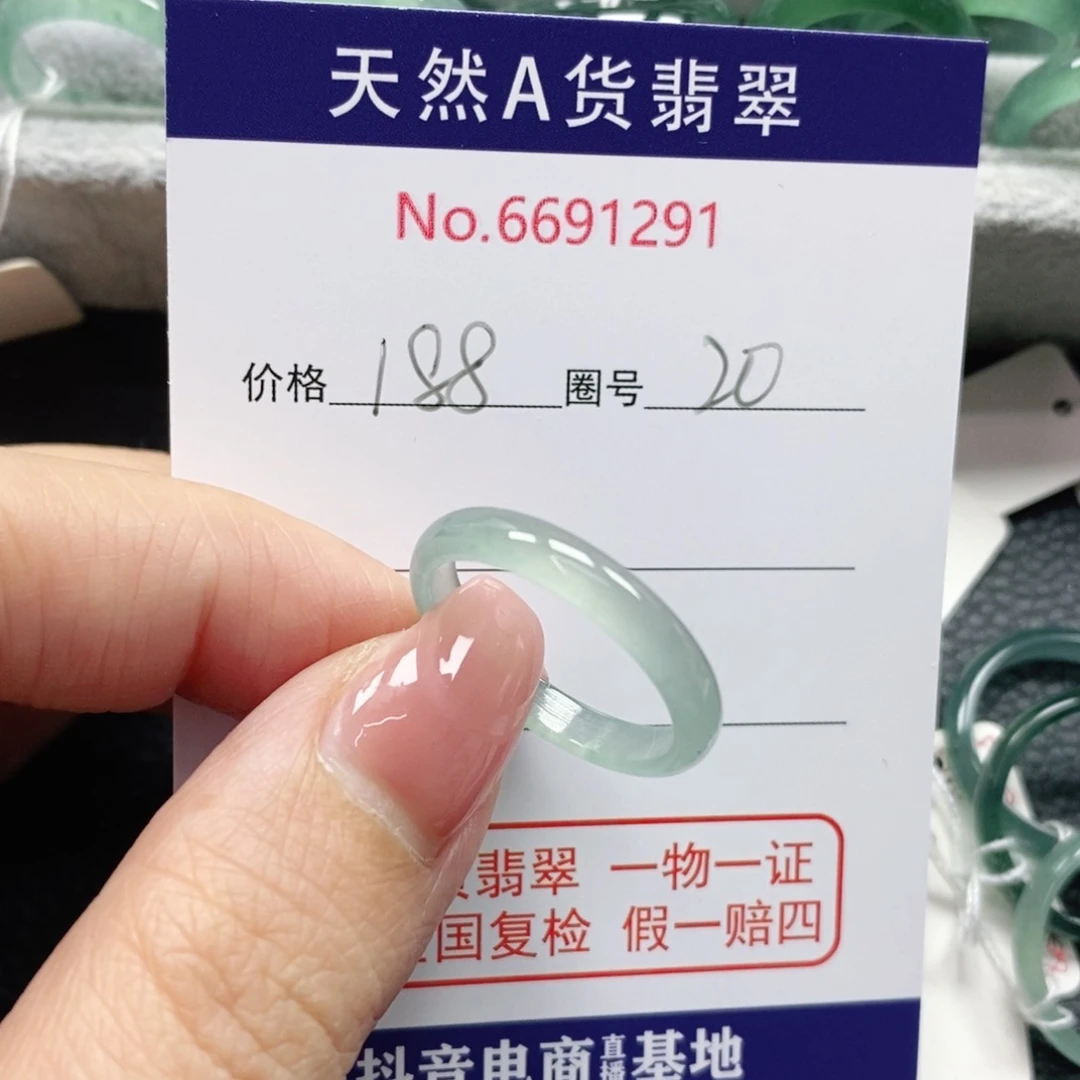 天然A货翡翠
No.6691291
价格 188 圈号 20
翡翠 一物一证
国复检 假一赔四
抖音电商直播基地